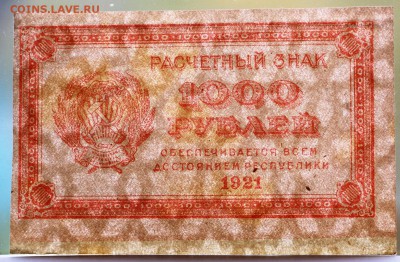 COINS.LAVE.RU
РАСЧЕТНЫЙ ЗНАК
1000
РУБЛЕЙ
ОБЕСПЕЧИВАЕТСЯ ВСЕМ
ДОСТОЯНИЕМ РЕСПУБЛИКИ
1921